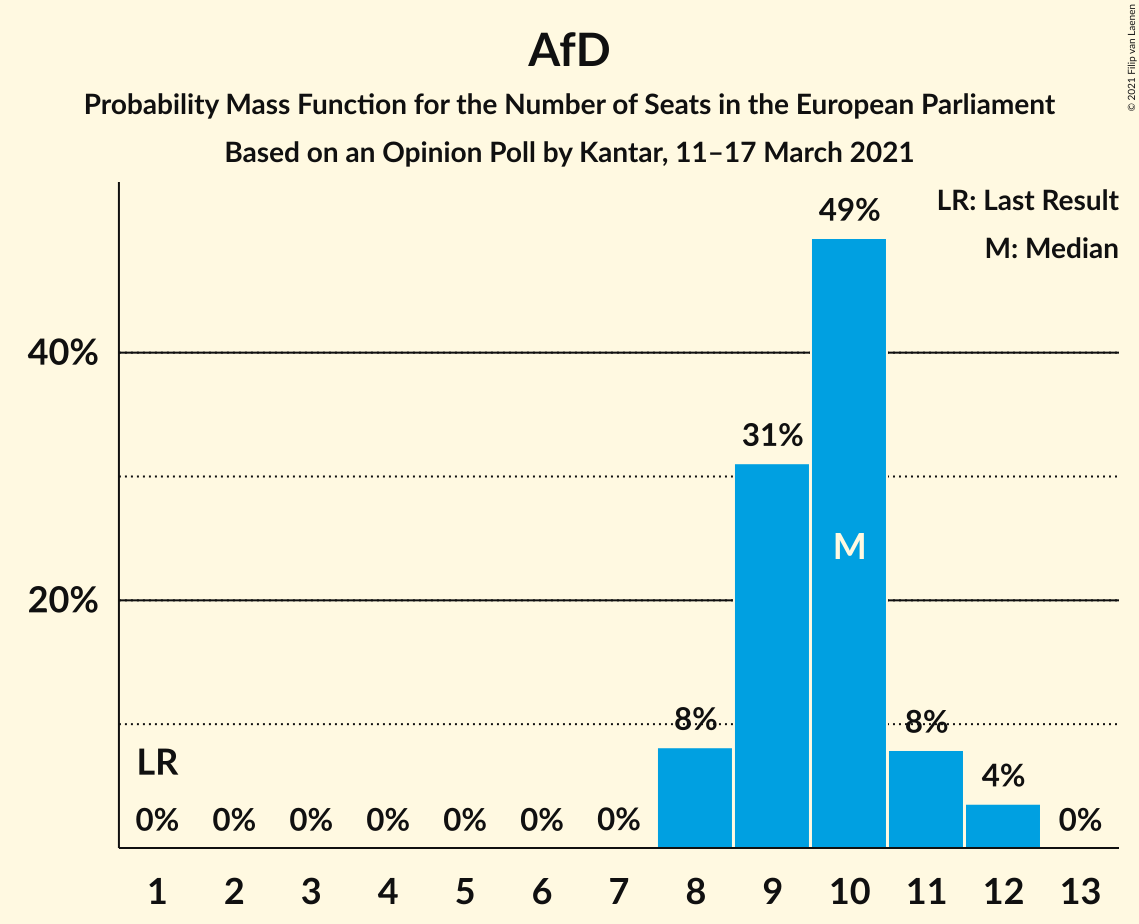 AfD
Probability Mass Function for the Number of Seats in the European Parliament
Based on an Opinion Poll by Kantar, 11–17 March 2021
© 2021 Filip van Laenen
LR: Last Result
M: Median
49%
40%
31%
M
20%
8%
8%
LR
4%
0% 0% 0% 0% 0% 0% 0% 0%
1 2 3 4 5 6 7 8 9 10 11 12 13